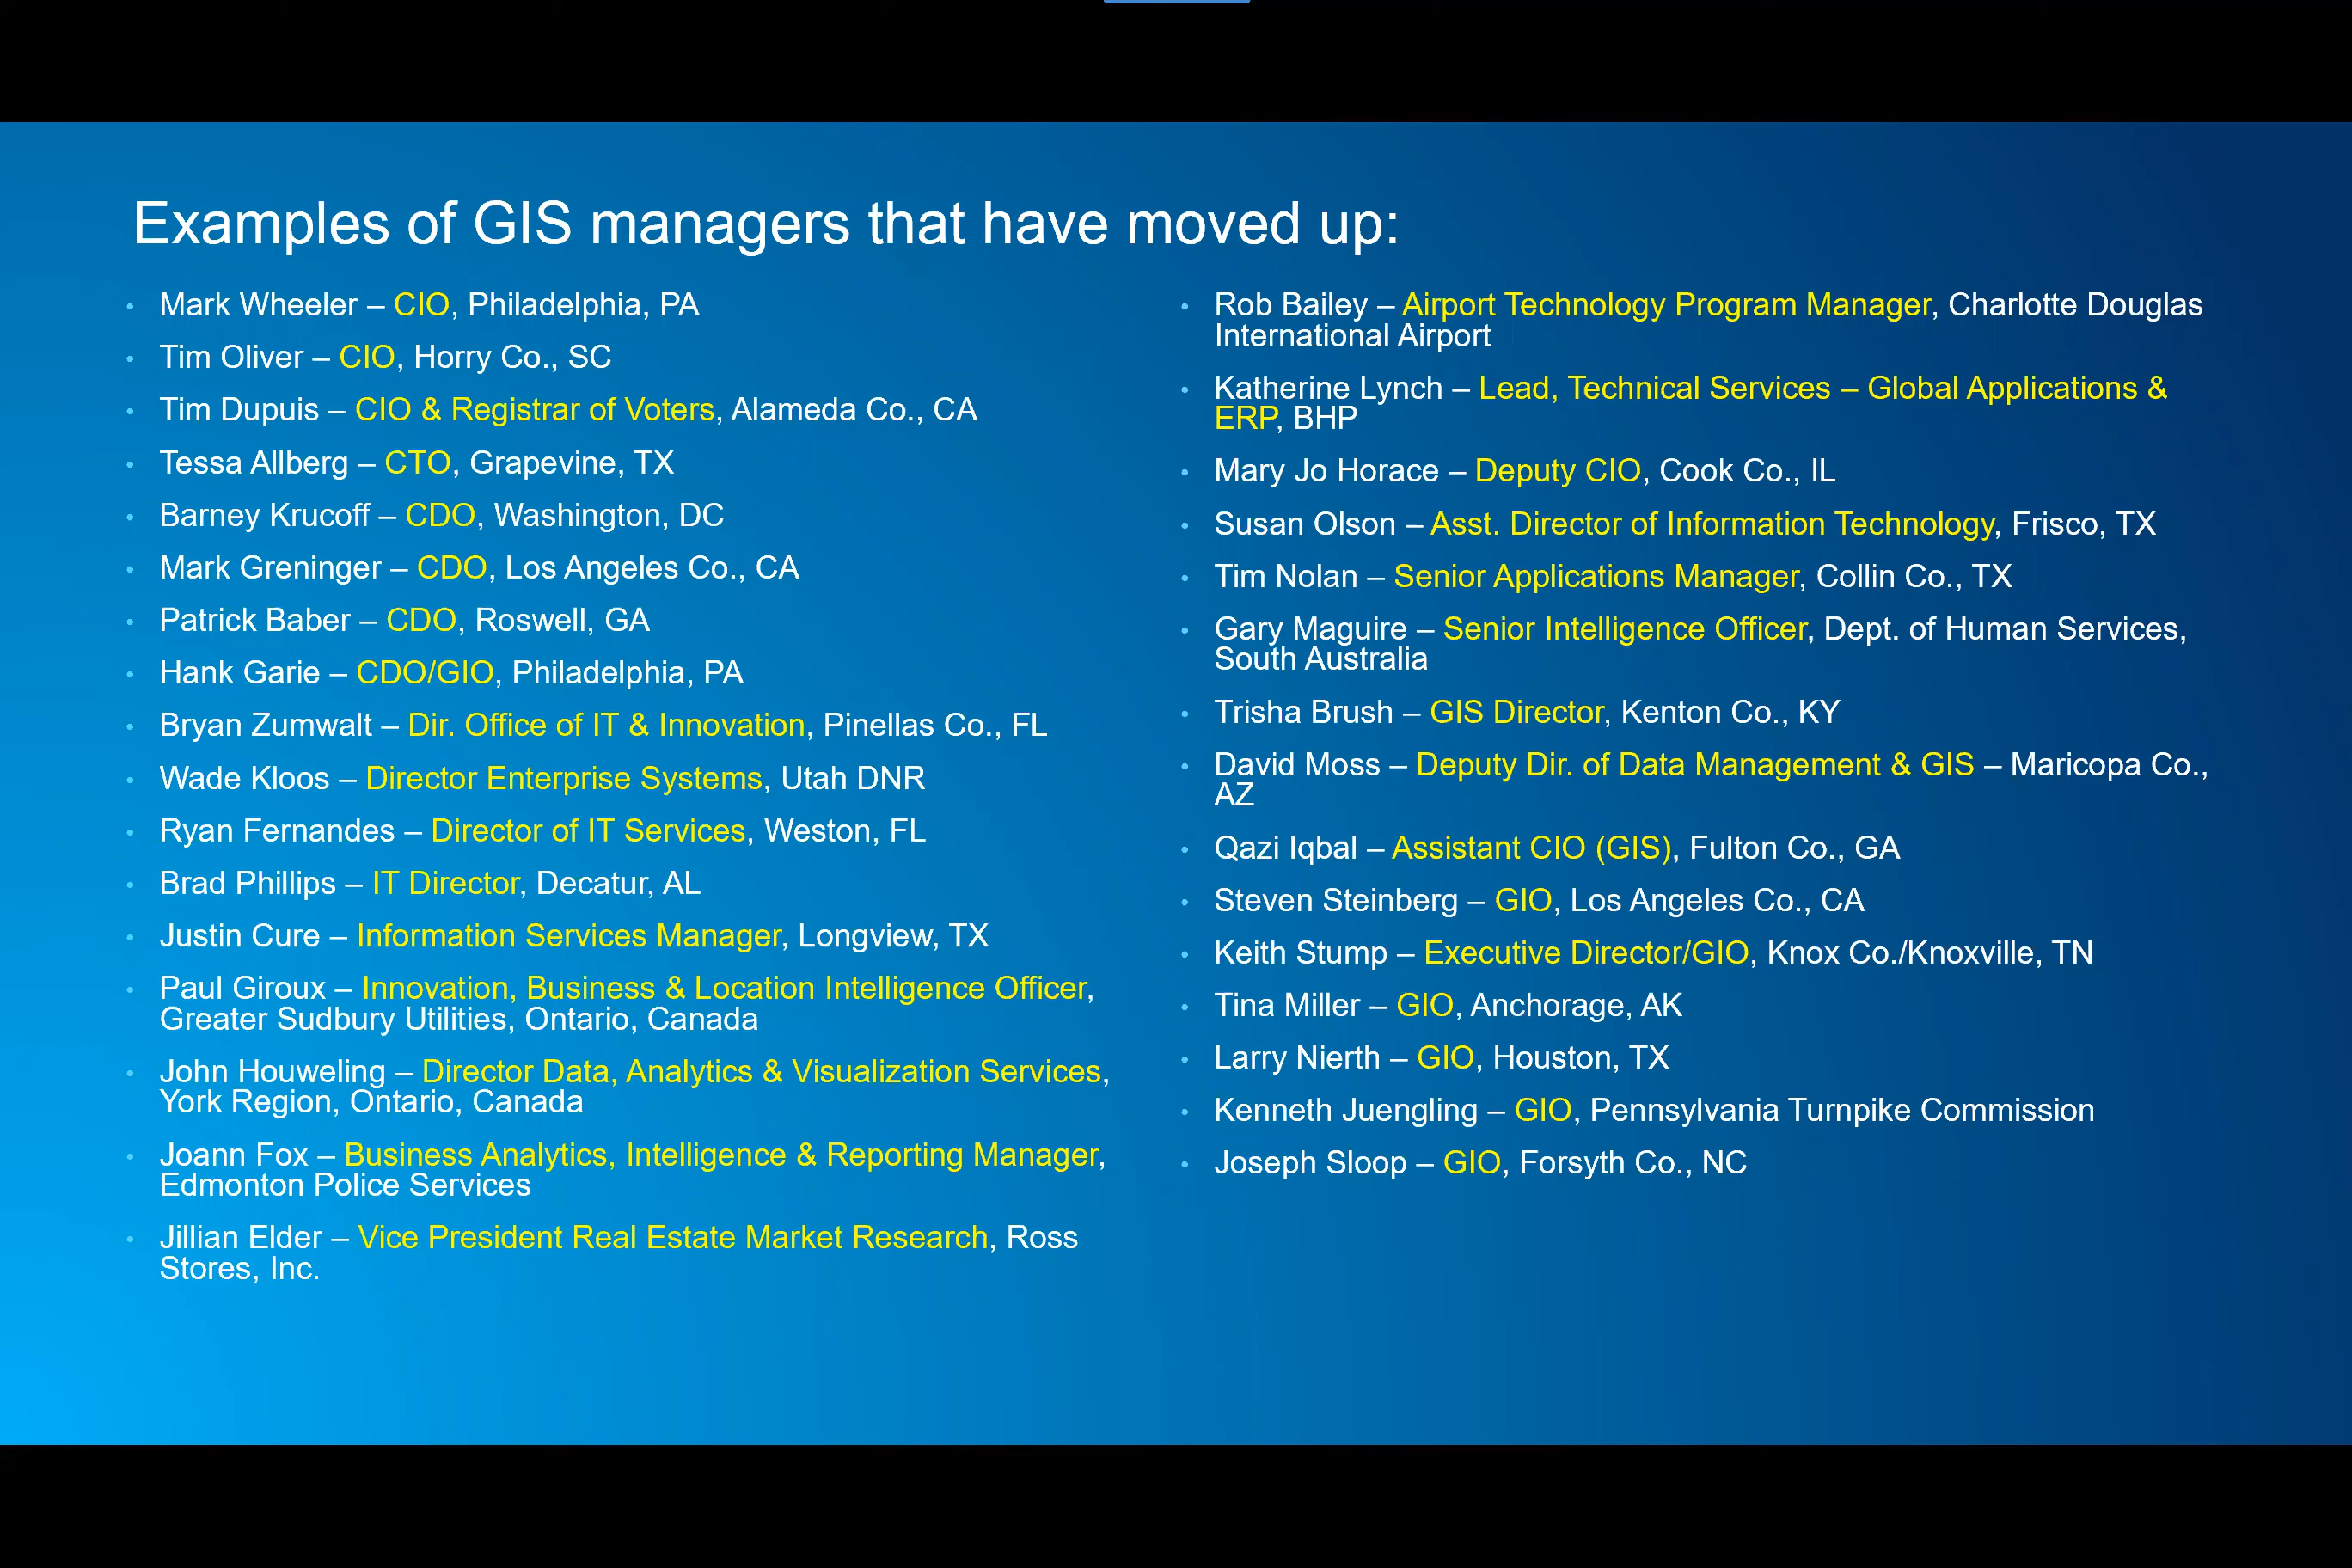 Examples of GIS managers that have moved up:
• Mark Wheeler – CIO, Philadelphia, PA
• Tim Oliver – CIO, Horry Co., SC
• Tim Dupuis – CIO & Registrar of Voters, Alameda Co., CA
• Tessa Allberg – CTO, Grapevine, TX
• Barney Krucoff – CDO, Washington, DC
• Mark Greninger – CDO, Los Angeles Co., CA
• Patrick Baber – CDO, Roswell, GA
• Hank Garie – CDO/GIO, Philadelphia, PA
• Bryan Zumwalt – Dir. Office of IT & Innovation, Pinellas Co., FL
• Wade Kloos – Director Enterprise Systems, Utah DNR
• Ryan Fernandes – Director of IT Services, Weston, FL
• Brad Phillips – IT Director, Decatur, AL
• Justin Cure – Information Services Manager, Longview, TX
• Paul Giroux – Innovation, Business & Location Intelligence Officer,
Greater Sudbury Utilities, Ontario, Canada
• John Houweling – Director Data, Analytics & Visualization Services,
York Region, Ontario, Canada
• Joann Fox – Business Analytics, Intelligence & Reporting Manager,
Edmonton Police Services
• Jillian Elder – Vice President Real Estate Market Research, Ross
Stores, Inc.
• Rob Bailey – Airport Technology Program Manager, Charlotte Douglas
International Airport
• Katherine Lynch – Lead, Technical Services – Global Applications &
ERP, BHP
• Mary Jo Horace – Deputy CIO, Cook Co., IL
• Susan Olson – Asst. Director of Information Technology, Frisco, TX
• Tim Nolan – Senior Applications Manager, Collin Co., TX
• Gary Maguire – Senior Intelligence Officer, Dept. of Human Services,
South Australia
• Trisha Brush – GIS Director, Kenton Co., KY
• David Moss – Deputy Dir. of Data Management & GIS – Maricopa Co.,
AZ
• Qazi Iqbal – Assistant CIO (GIS), Fulton Co., GA
• Steven Steinberg – GIO, Los Angeles Co., CA
• Keith Stump – Executive Director/GIO, Knox Co./Knoxville, TN
• Tina Miller – GIO, Anchorage, AK
• Larry Nierth – GIO, Houston, TX
• Kenneth Juengling – GIO, Pennsylvania Turnpike Commission
• Joseph Sloop – GIO, Forsyth Co., NC